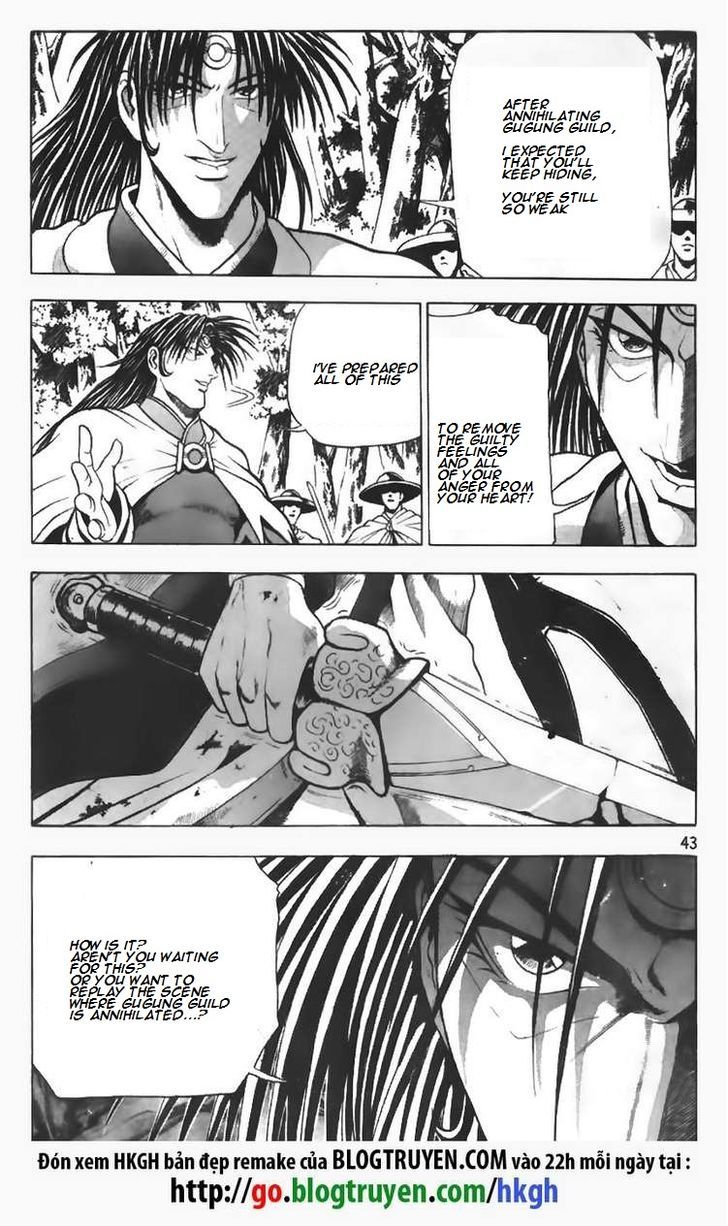 AFTER
ANNIHILATING
GUGUNG GUILD,
I EXPECTED
THAT YOU'LL
KEEP HIDING,
YOU'RE STILL
SO WEAK
I'VE PREPARED
ALL OF THIS
TO REMOVE
THE GUILTY
FEELINGS
AND ALL
OF YOUR
ANGER FROM
YOUR HEART!
43
HOW IS IT?
AREN'T YOU WAITING
FOR THIS?
OR YOU WANT TO
REPLAY THE SCENE
WHERE GUGUNG GUILD
IS ANNIHILATED...?
Đón xem HKGH bản đẹp remake của BLOGTRUYEN.COM vào 22h mỗi ngày tại :
http://go.blogtruyen.com/hkgh